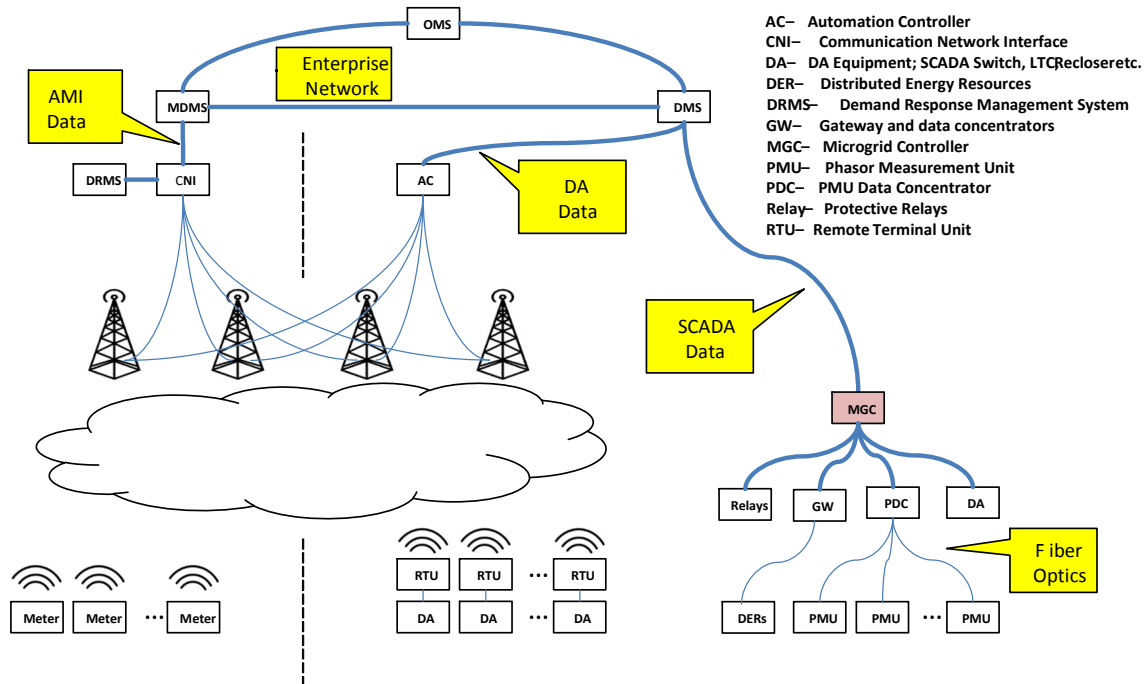 OMS
Enterprise
Network
AMI
Data
MDMS
DMS
DRMS
CNI
AC
DA
Data
AC– Automation Controller
CNI– Communication Network Interface
DA– DA Equipment; SCADA Switch, LTC,Recloseretc.
DER– Distributed Energy Resources
DRMS– Demand Response Management System
GW– Gateway and data concentrators
MGC– Microgrid Controller
PMU– Phasor Measurement Unit
PDC– PMU Data Concentrator
Relay– Protective Relays
RTU– Remote Terminal Unit
SCADA
Data
MGC
Relays
GW
PDC
DA
F iber
Optics
DERs
PMU
PMU
...
PMU
RTU
RTU
...
RTU
DA
DA
...
DA
Meter
Meter
...
Meter